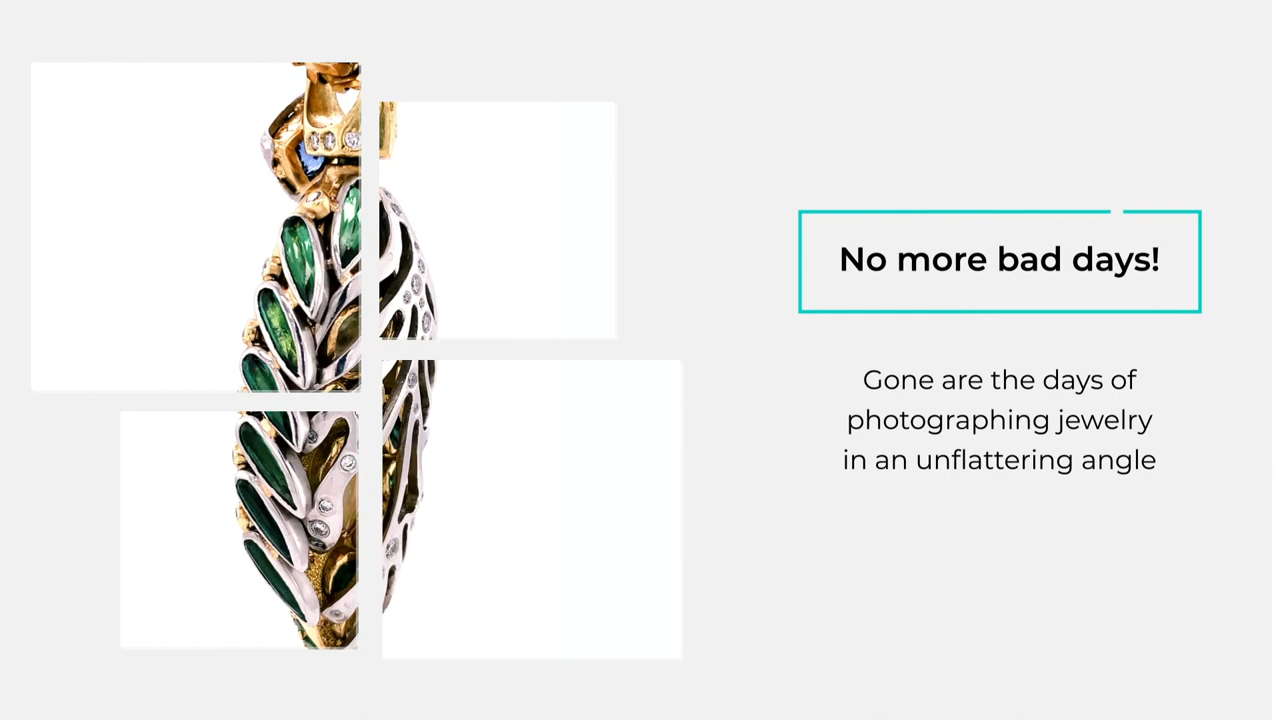 No more bad days!
Gone are the days of
photographing jewelry
in an unflattering angle